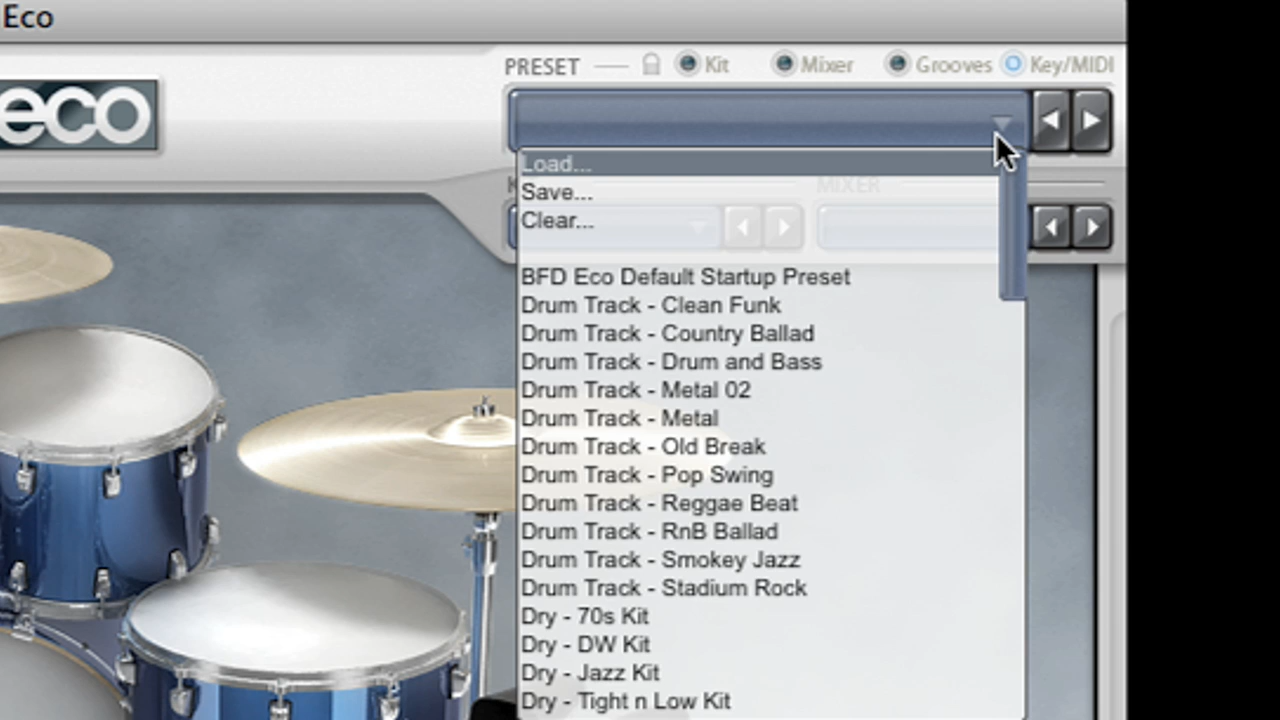 Eco
eco
PRESET Kit Mixer Grooves Key/MIDI
Load...
MIXER
Save...
Clear...
BFD Eco Default Startup Preset
Drum Track - Clean Funk
Drum Track - Country Ballad
Drum Track - Drum and Bass
Drum Track - Metal 02
Drum Track - Metal
Drum Track - Old Break
Drum Track - Pop Swing
Drum Track - Reggae Beat
Drum Track - RnB Ballad
Drum Track - Smokey Jazz
Drum Track - Stadium Rock
Dry - 70s Kit
Dry - DW Kit
Dry - Jazz Kit
Dry - Tight n Low Kit